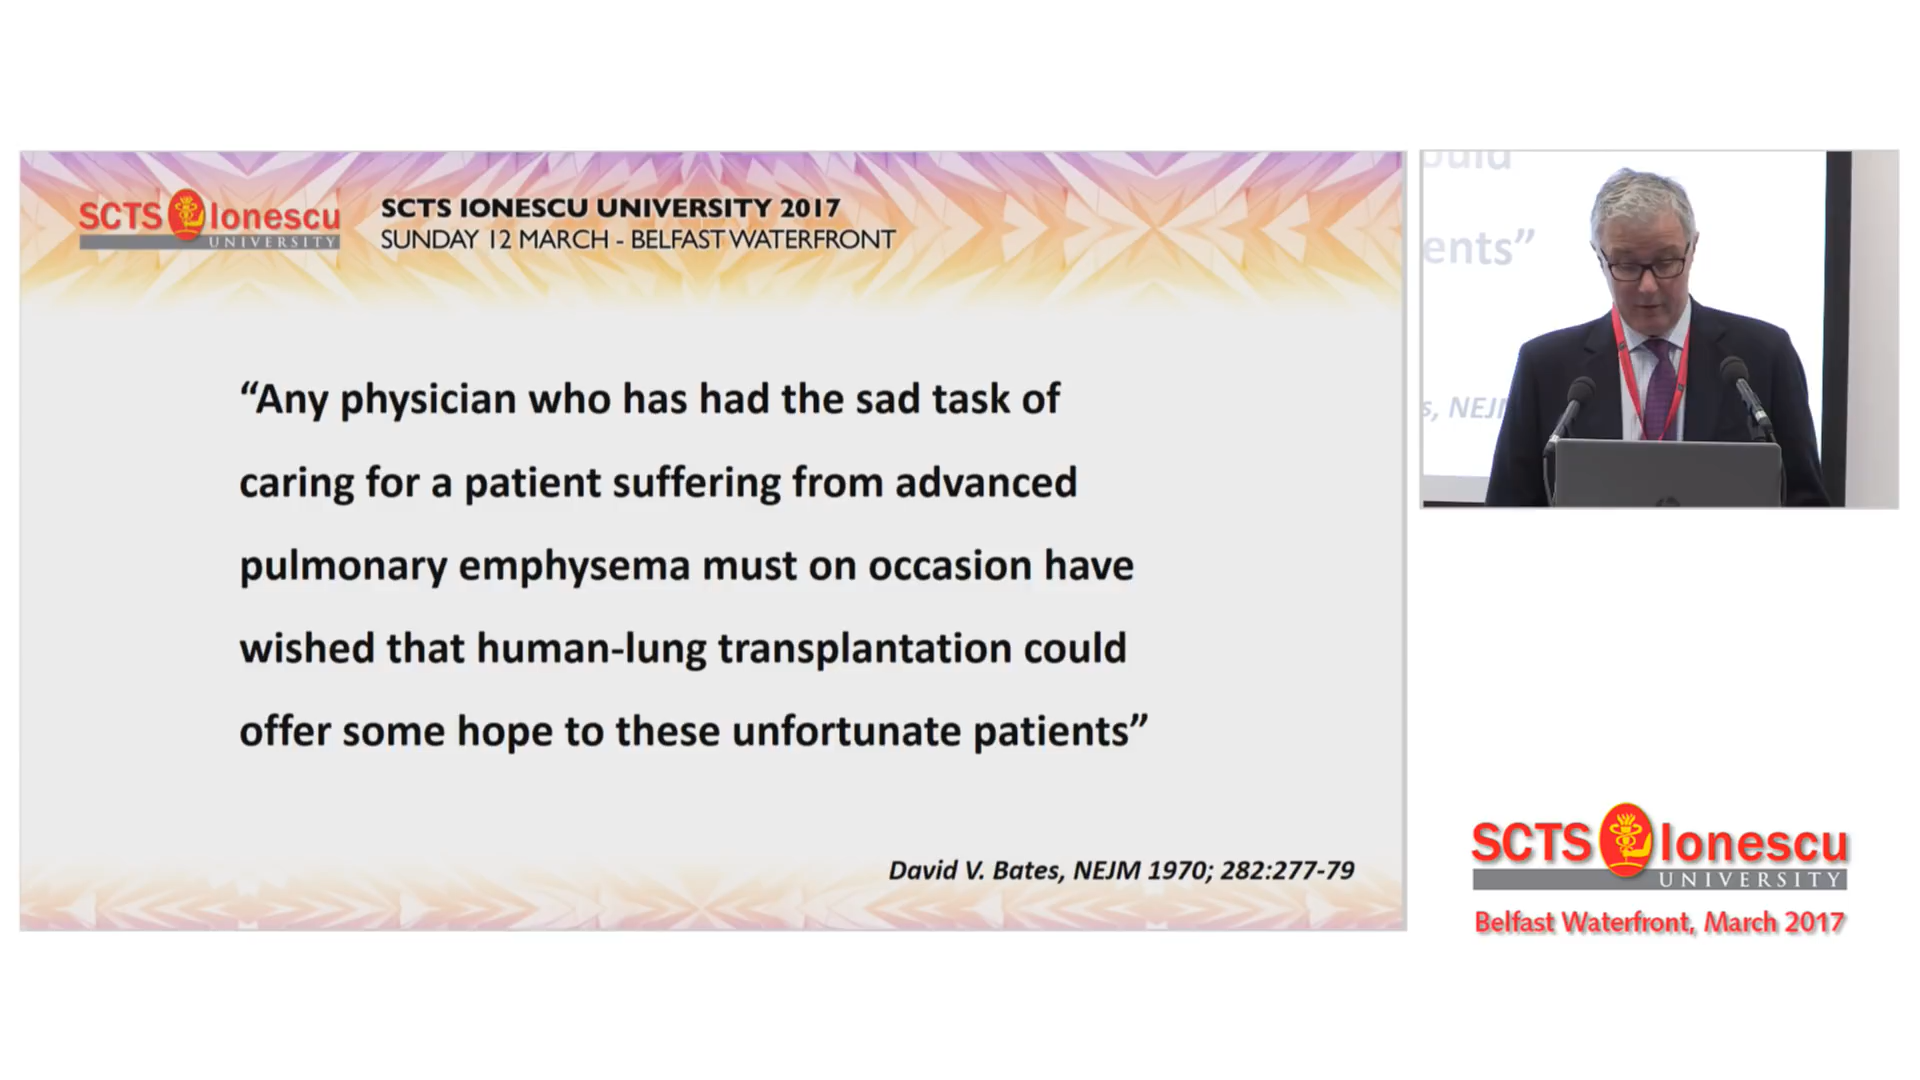 SCTS Ionescu
UNIVERSITY
SCTS IONESCU UNIVERSITY 2017
SUNDAY 12 MARCH - BELFAST WATERFRONT
“Any physician who has had the sad task of
caring for a patient suffering from advanced
pulmonary emphysema must on occasion have
wished that human-lung transplantation could
offer some hope to these unfortunate patients”
David V. Bates, NEJM 1970; 282:277-79
ents”
SCTS Ionescu
UNIVERSITY
Belfast Waterfront, March 2017